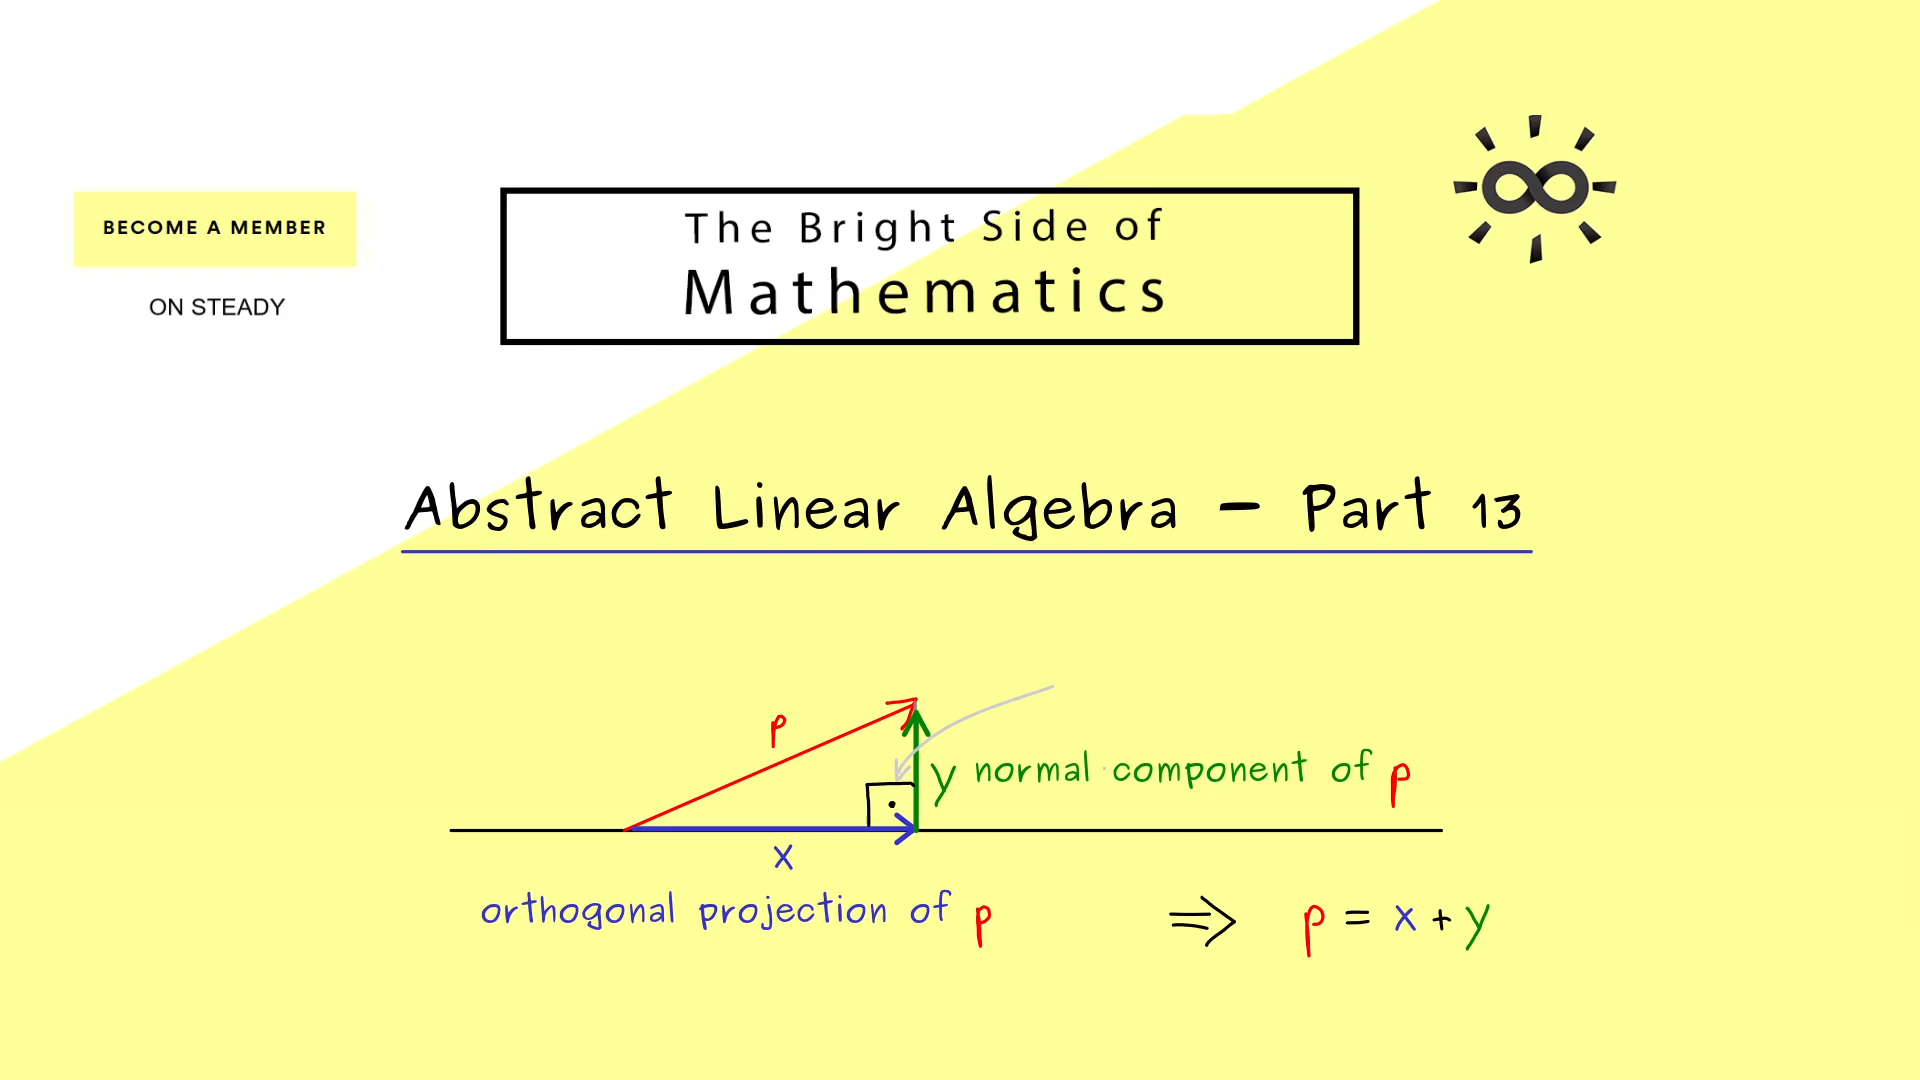 BECOME A MEMBER
ON STEADY
The Bright Side of
Mathematics
Abstract Linear Algebra - Part 13
p
y normal component of p
x
orthogonal projection of p
⇒ p = x + y